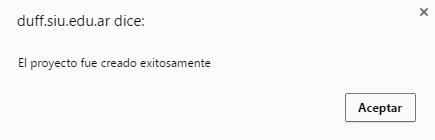 duff.siu.edu.ar dice:
El proyecto fue creado exitosamente
Aceptar